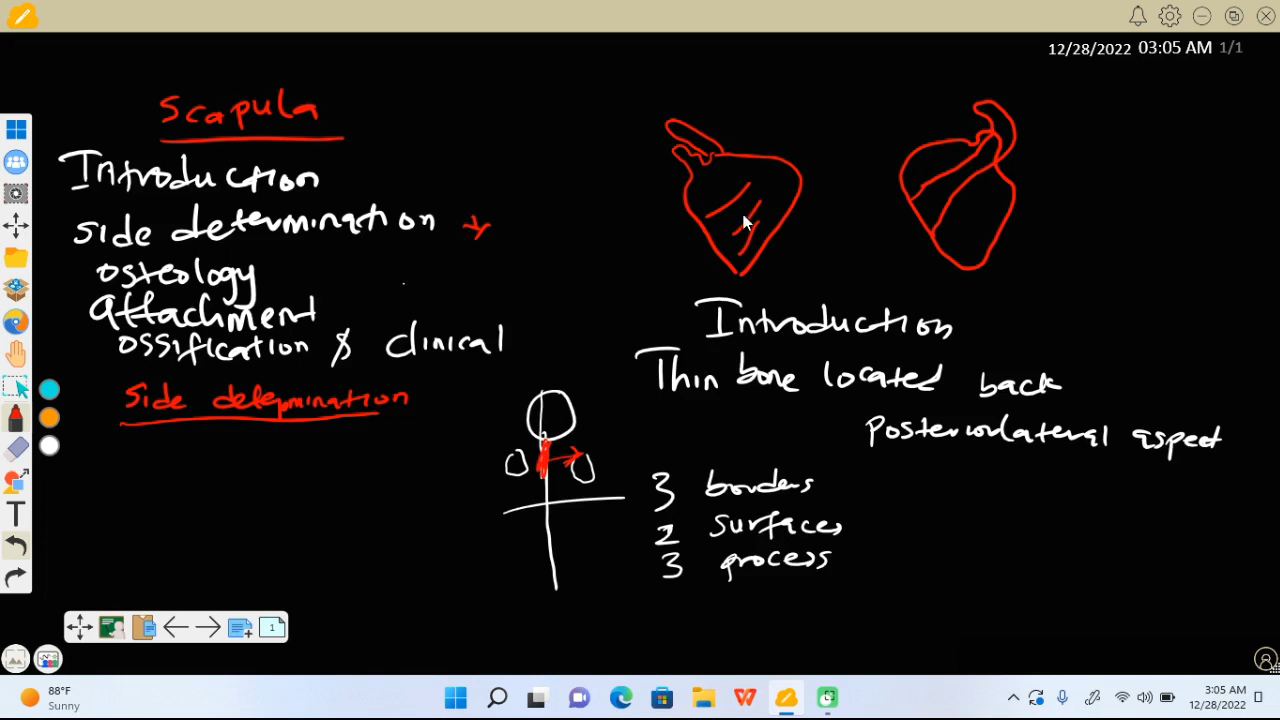 12/28/2022 03:05 AM 1/1
Scapula
Introduction
side determination
osteology
attachment
ossification & clinical
side determination
Introduction
Thin bone located back
posteriorlateral aspect
3 borders
2 surfaces
3 process
T
1
88°F
Sunny
W
3:05 AM
12/28/2022